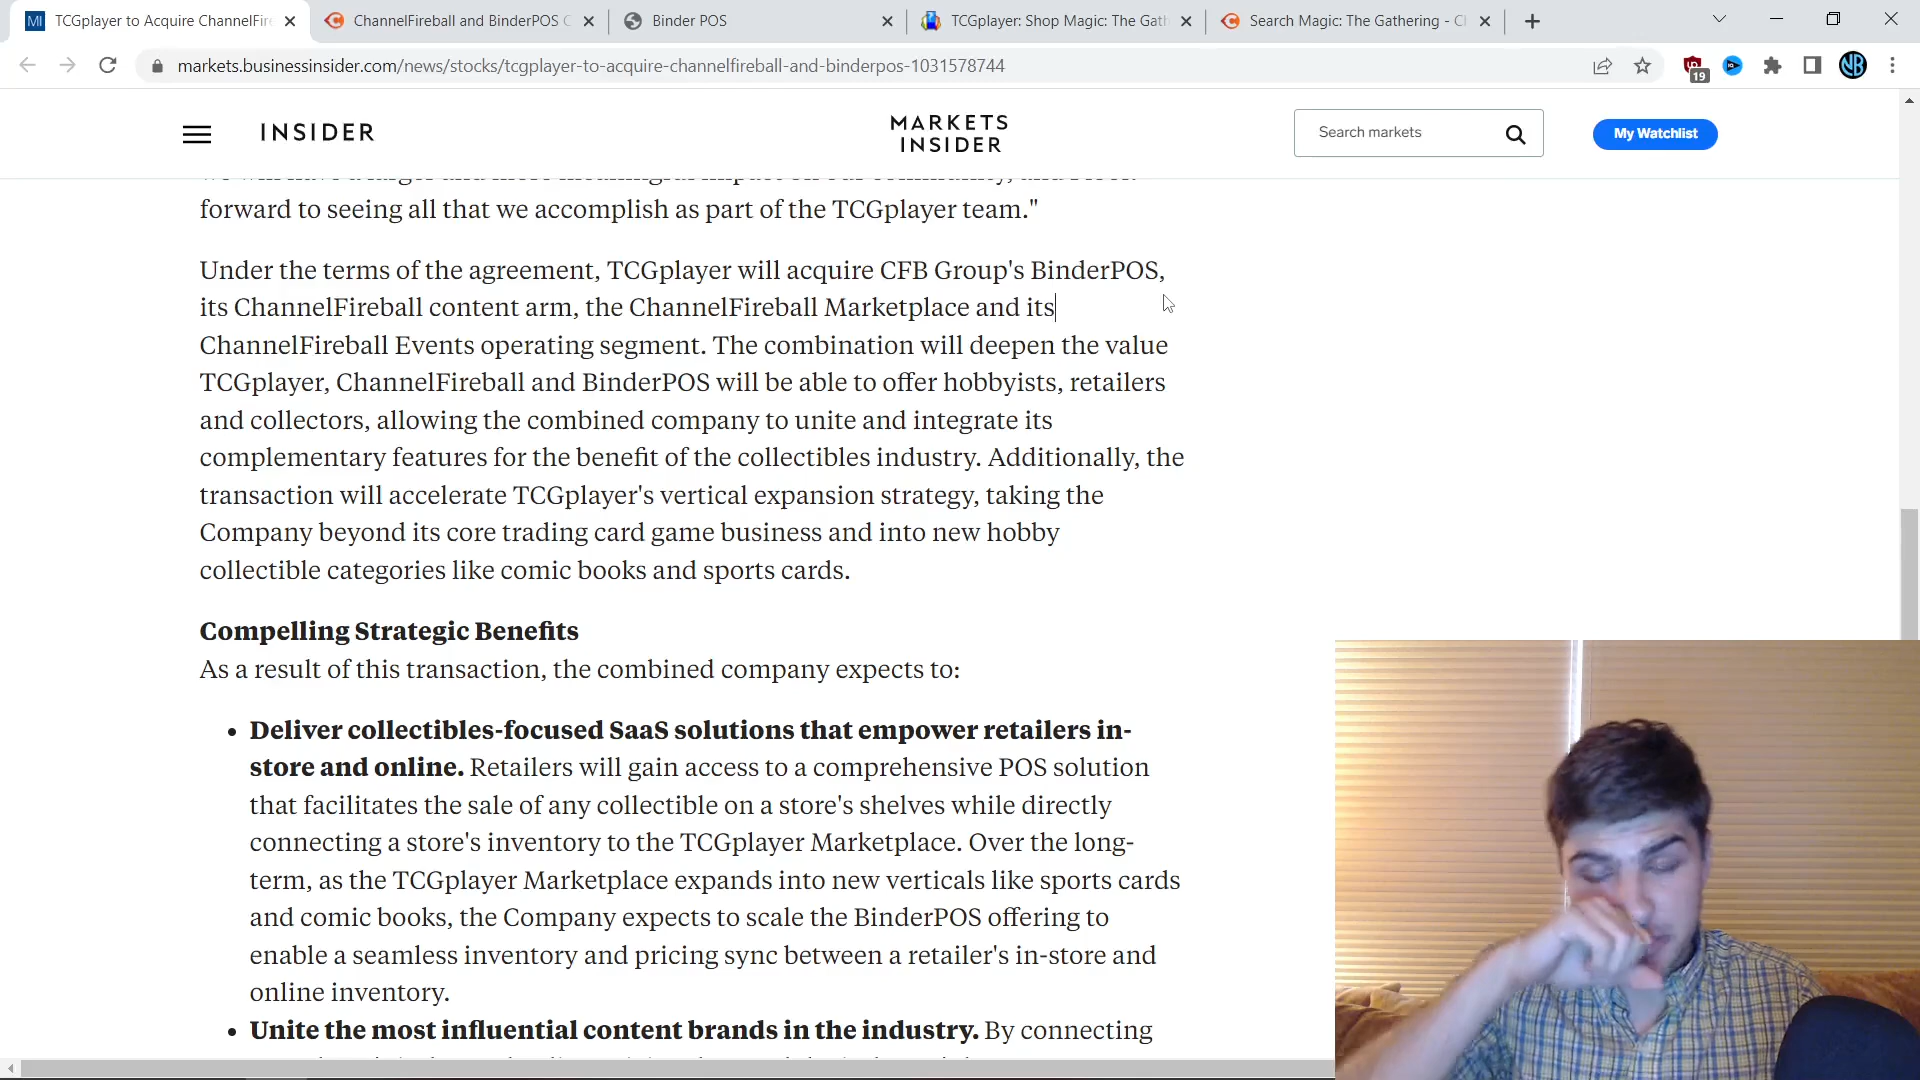 TCGplayer to Acquire ChannelFire
ChannelFireball and BinderPOS C
Binder POS
TCGplayer: Shop Magic: The Gath
Search Magic: The Gathering - C
markets.businessinsider.com/news/stocks/tcgplayer-to-acquire-channelfireball-and-binderpos-1031578744
19
NB
INSIDER
MARKETS
INSIDER
Search markets
My Watchlist
forward to seeing all that we accomplish as part of the TCGplayer team."
Under the terms of the agreement, TCGplayer will acquire CFB Group's BinderPOS,
its ChannelFireball content arm, the ChannelFireball Marketplace and its
ChannelFireball Events operating segment. The combination will deepen the value
TCGplayer, ChannelFireball and BinderPOS will be able to offer hobbyists, retailers
and collectors, allowing the combined company to unite and integrate its
complementary features for the benefit of the collectibles industry. Additionally, the
transaction will accelerate TCGplayer's vertical expansion strategy, taking the
Company beyond its core trading card game business and into new hobby
collectible categories like comic books and sports cards.
Compelling Strategic Benefits
As a result of this transaction, the combined company expects to:
• Deliver collectibles-focused SaaS solutions that empower retailers in-
store and online. Retailers will gain access to a comprehensive POS solution
that facilitates the sale of any collectible on a store's shelves while directly
connecting a store's inventory to the TCGplayer Marketplace. Over the long-
term, as the TCGplayer Marketplace expands into new verticals like sports cards
and comic books, the Company expects to scale the BinderPOS offering to
enable a seamless inventory and pricing sync between a retailer's in-store and
online inventory.
• Unite the most influential content brands in the industry. By connecting